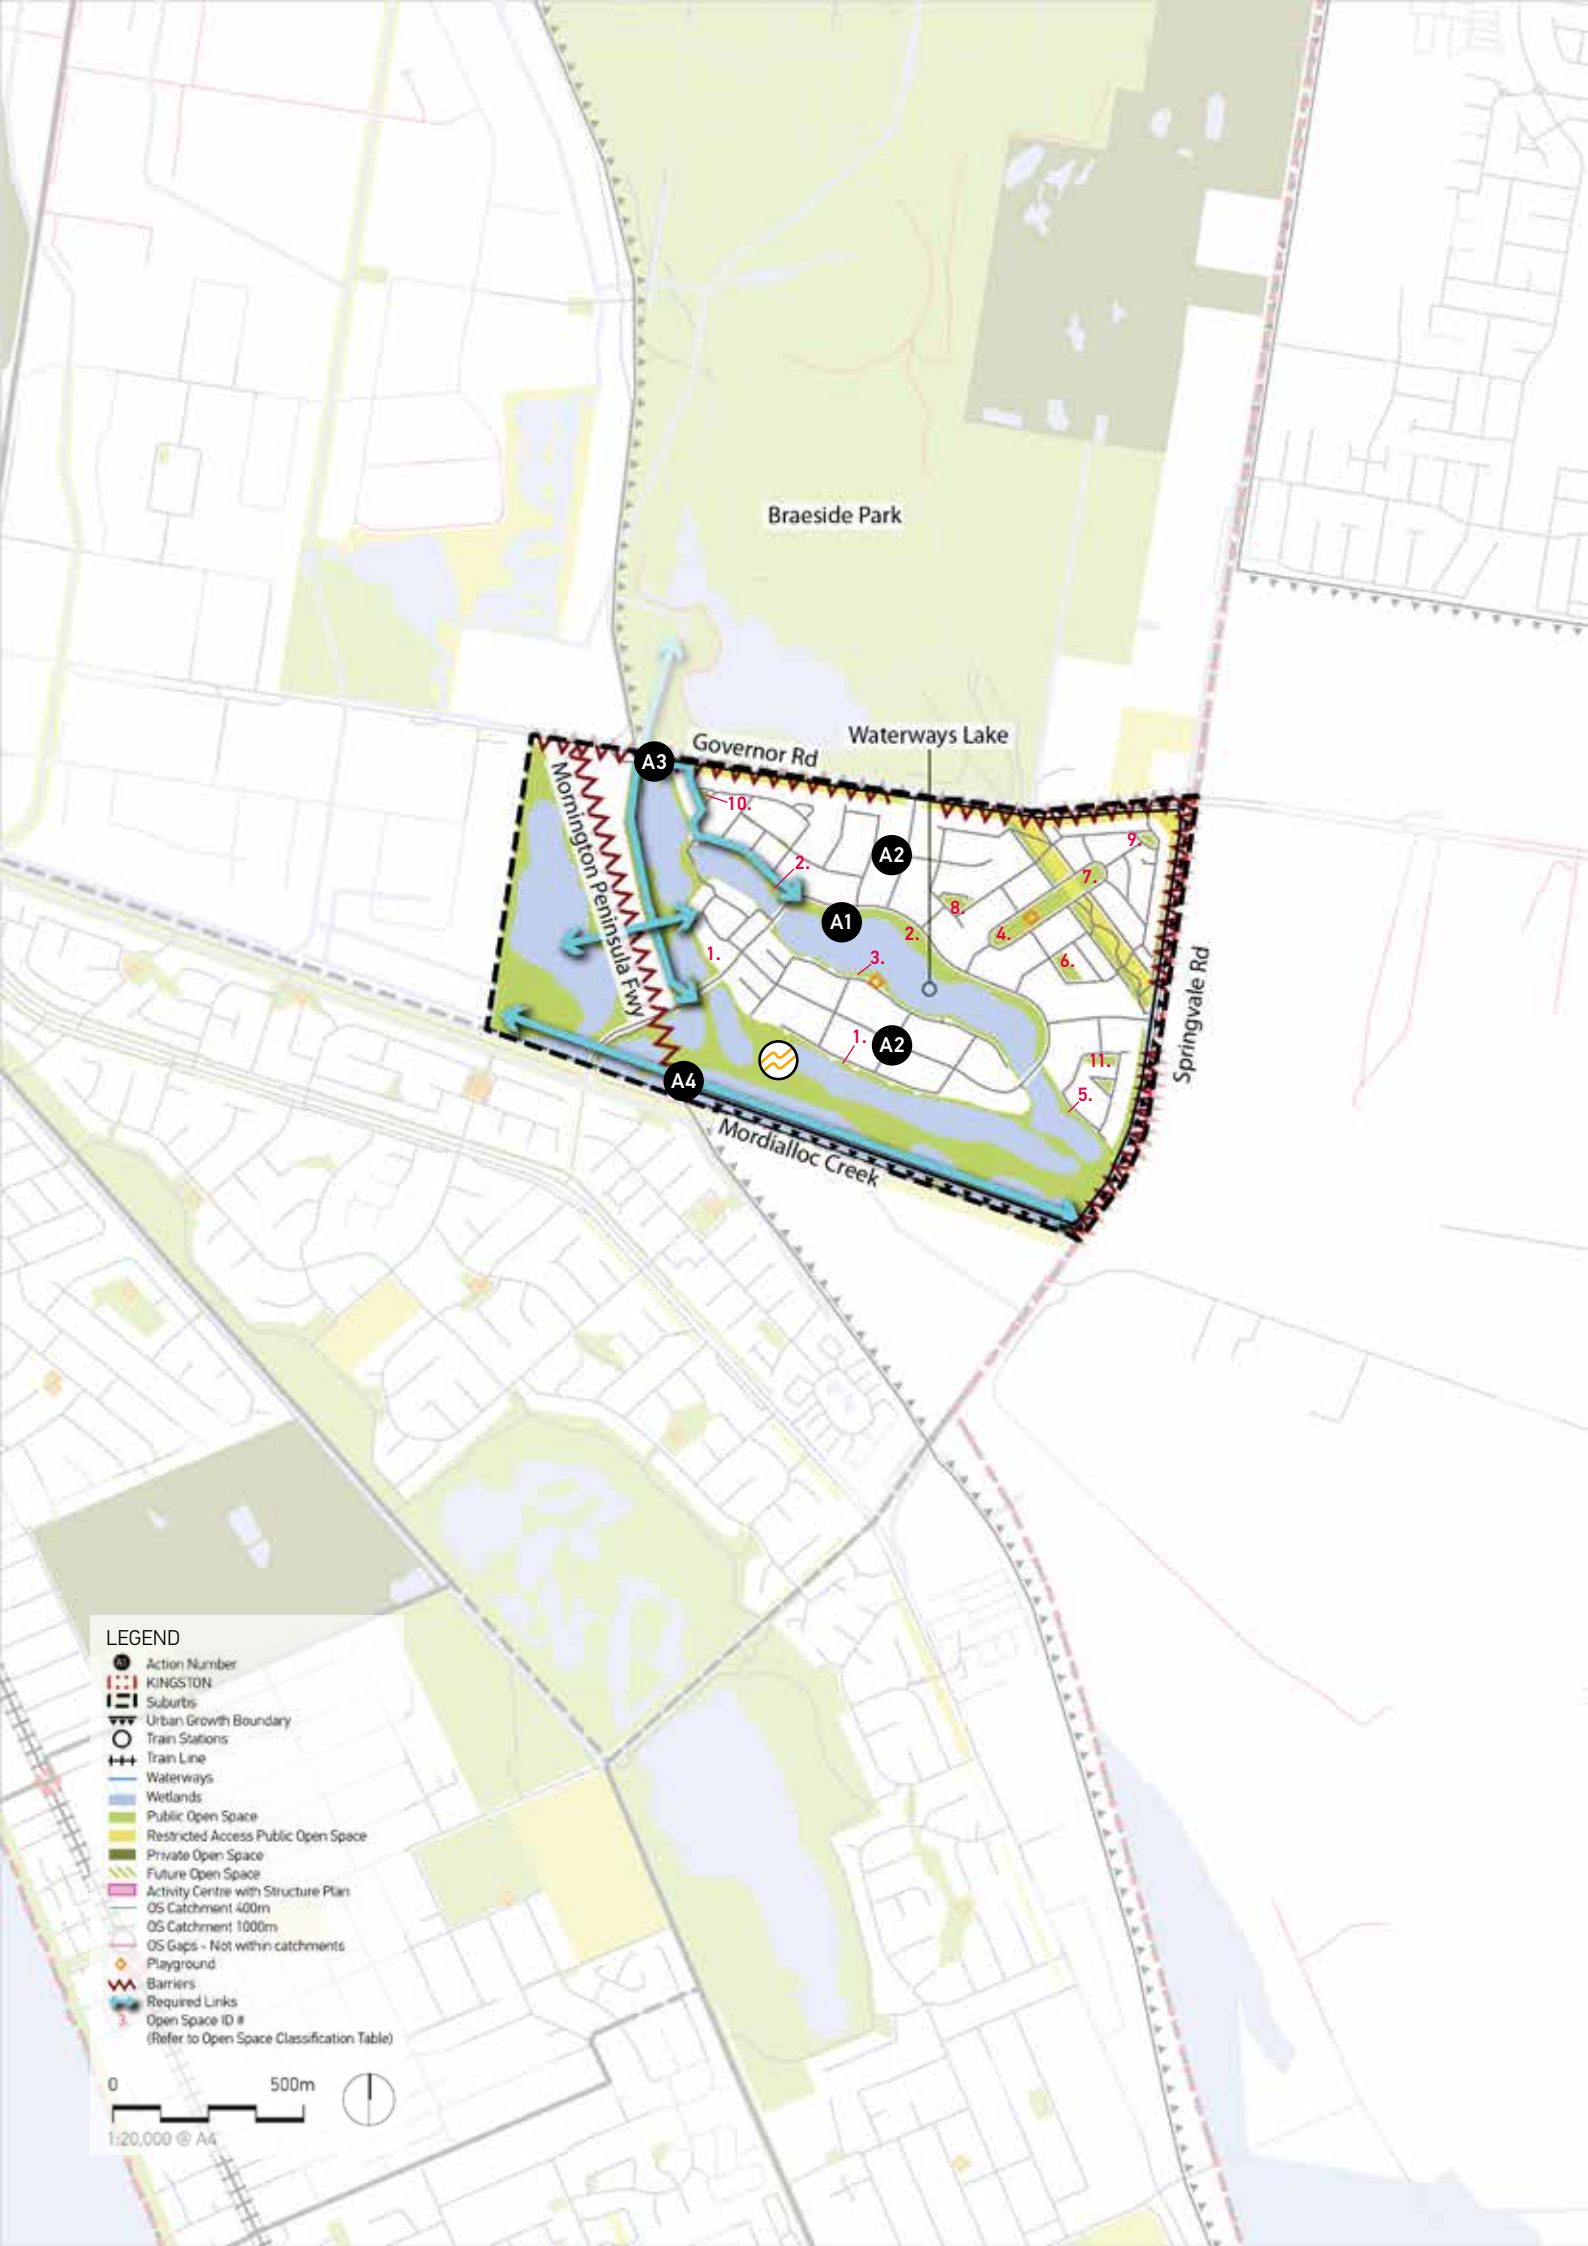 Braeside Park
Waterways Lake
Governor Rd
A3
Mornington Peninsula Fwy
10.
A2
9.
2.
7.
8.
A1
2.
4.
3.
6.
1.
Springvale Rd
1.
A2
11.
A4
5.
Mordialloc Creek
LEGEND
Action Number
KINGSTON
Suburbs
Urban Growth Boundary
Train Stations
Train Line
Waterways
Wetlands
Public Open Space
Restricted Access Public Open Space
Private Open Space
Future Open Space
Activity Centre with Structure Plan
OS Catchment 400m
OS Catchment 1000m
OS Gaps - Not within catchments
Playground
Barriers
Required Links
3. Open Space ID #
(Refer to Open Space Classification Table)
0 500m
1:20,000 @ A4